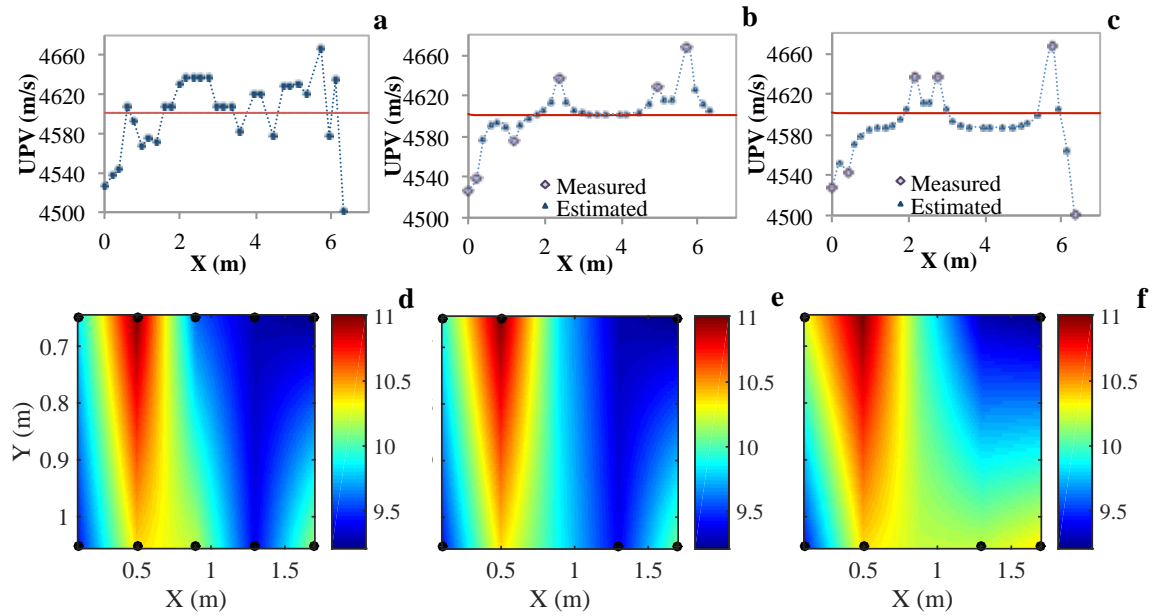 a
4660
4620
4580
4540
4500
UPV (m/s)
0 2 4 6
X (m)
b
4660
4620
4580
4540
4500
UPV (m/s)
Measured
Estimated
0 2 4 6
X (m)
c
4660
4620
4580
4540
4500
UPV (m/s)
Measured
Estimated
0 2 4 6
X (m)
d
0.7
0.8
0.9
1
Y (m)
0.5 1 1.5
X (m)
11
10.5
10
9.5
e
0.5 1 1.5
X (m)
11
10.5
10
9.5
f
0.5 1 1.5
X (m)
11
10.5
10
9.5